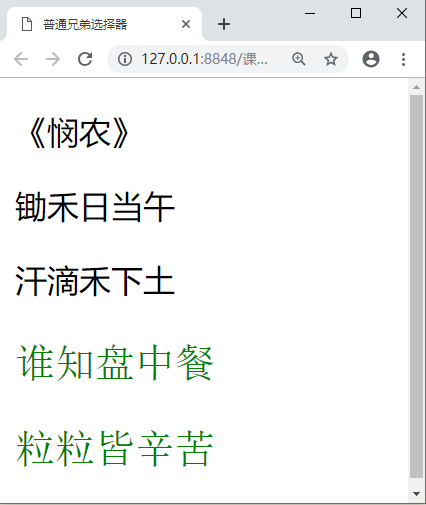 普通兄弟选择器
127.0.0.1:8848/课...
《悯农》
锄禾日当午
汗滴禾下土
谁知盘中餐
粒粒皆辛苦